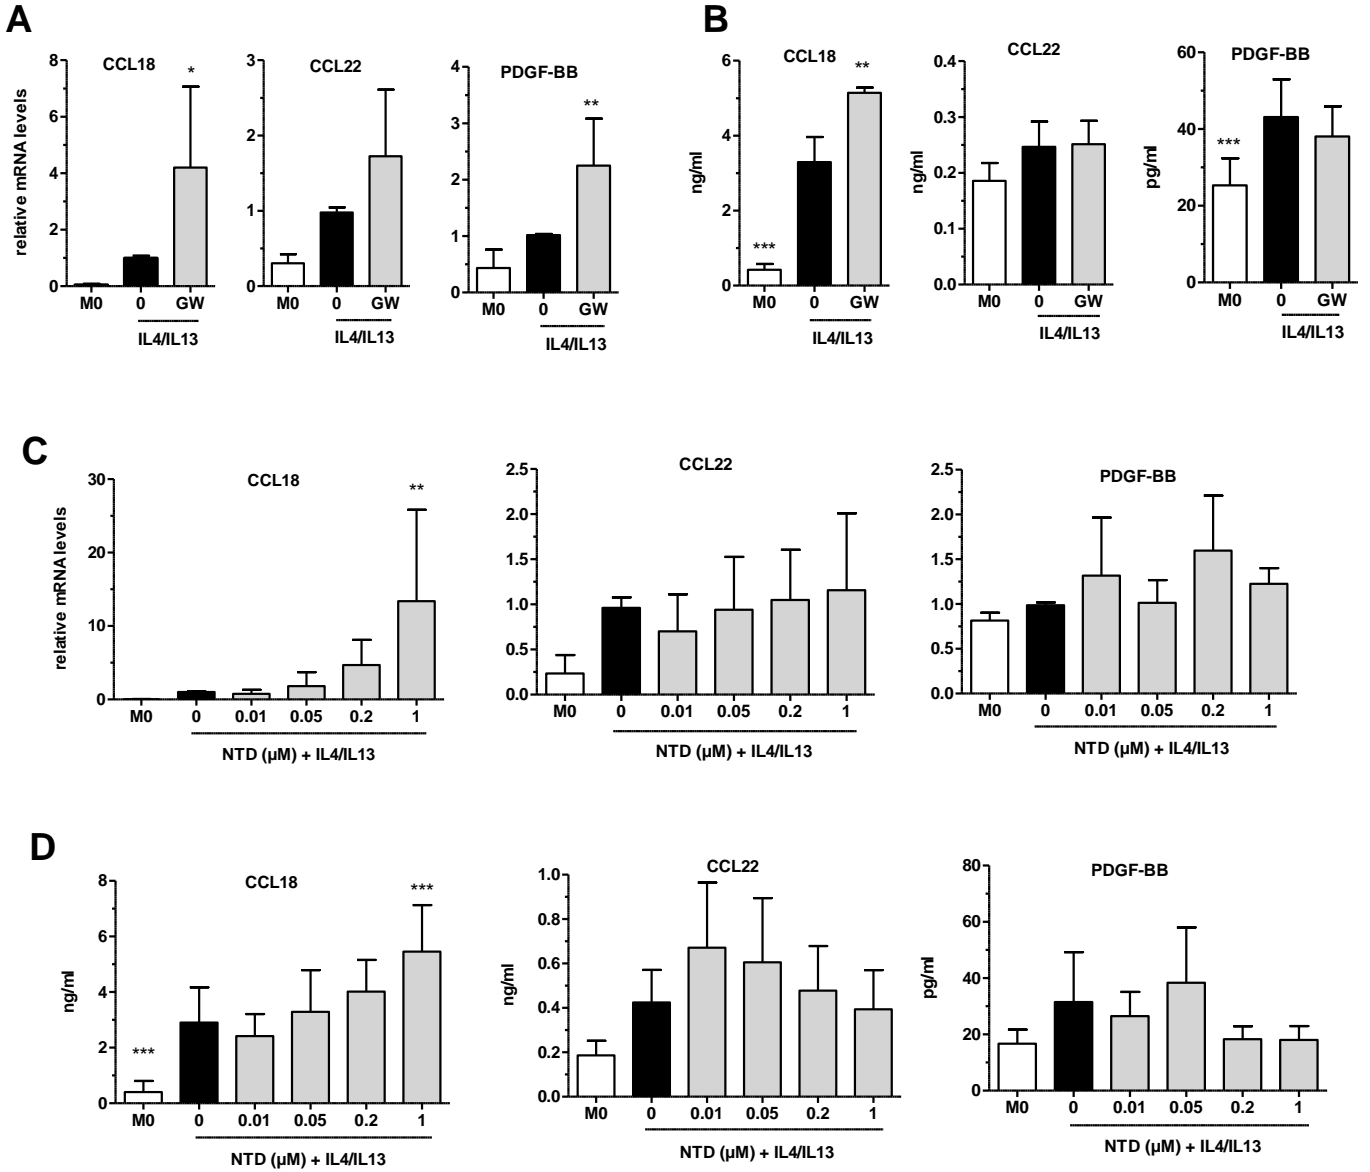 A
CCL18
relative mRNA levels
8
6
4
2
0
*
M0 0 GW
IL4/IL13
CCL22
3
2
1
0
M0 0 GW
IL4/IL13
PDGF-BB
4
3
2
1
0
**
M0 0 GW
IL4/IL13
B
CCL18
ng/ml
6
4
2
0
***
**
M0 0 GW
IL4/IL13
CCL22
ng/ml
0.4
0.3
0.2
0.1
0.0
M0 0 GW
IL4/IL13
PDGF-BB
pg/ml
60
40
20
0
***
M0 0 GW
IL4/IL13
C
CCL18
relative mRNA levels
30
20
10
0
**
M0 0 0.01 0.05 0.2 1
NTD (µM) + IL4/IL13
CCL22
2.5
2.0
1.5
1.0
0.5
0.0
M0 0 0.01 0.05 0.2 1
NTD (µM) + IL4/IL13
PDGF-BB
2.5
2.0
1.5
1.0
0.5
0.0
M0 0 0.01 0.05 0.2 1
NTD (µM) + IL4/IL13
D
CCL18
ng/ml
8
6
4
2
0
***
***
M0 0 0.01 0.05 0.2 1
NTD (µM) + IL4/IL13
CCL22
ng/ml
1.0
0.8
0.6
0.4
0.2
0.0
M0 0 0.01 0.05 0.2 1
NTD (µM) + IL4/IL13
PDGF-BB
pg/ml
80
60
40
20
0
M0 0 0.01 0.05 0.2 1
NTD (µM) + IL4/IL13